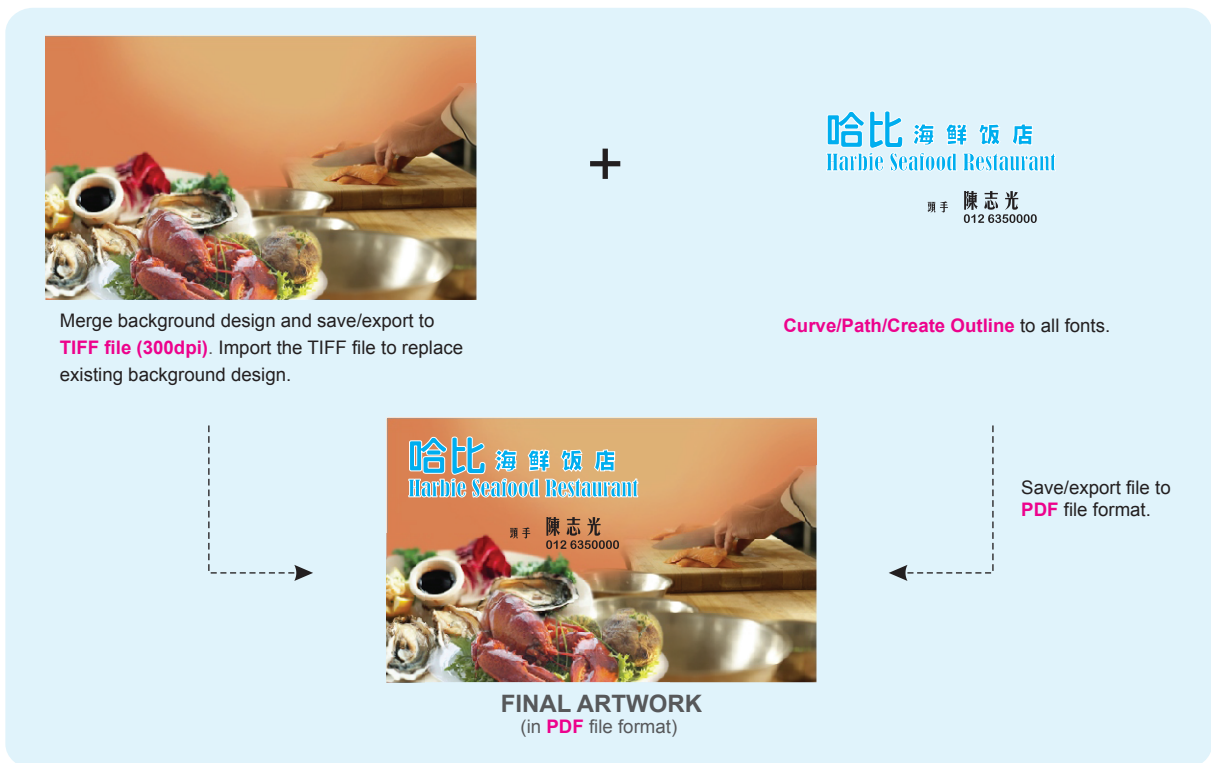 +
哈比 海鲜饭店
Harbie Seafood Restaurant
頭手 陳志光
012 6350000
Merge background design and save/export to
TIFF file (300dpi). Import the TIFF file to replace
existing background design.
Curve/Path/Create Outline to all fonts.
哈比 海鲜饭店
Harbie Seafood Restaurant
頭手 陳志光
012 6350000
Save/export file to
PDF file format.
FINAL ARTWORK
(in PDF file format)